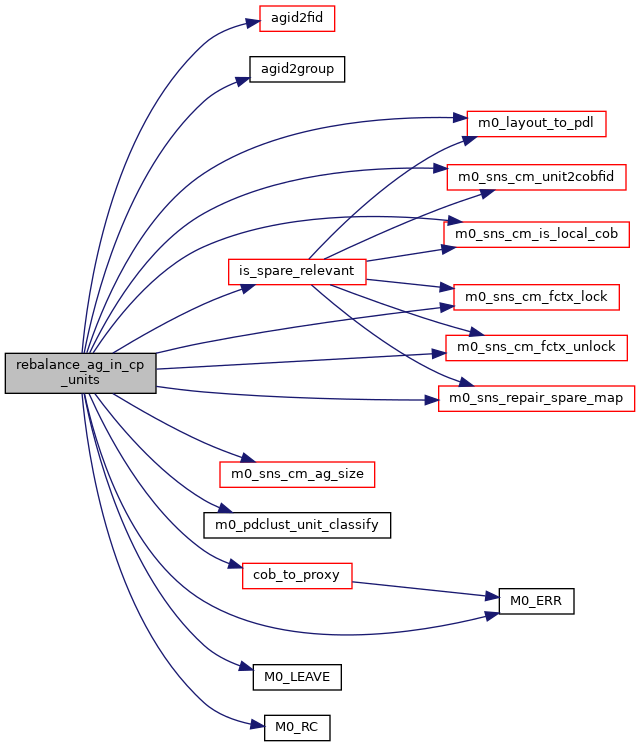 agid2fid
agid2group
m0_layout_to_pdl
m0_sns_cm_unit2cobfid
m0_sns_cm_is_local_cob
is_spare_relevant
m0_sns_cm_fctx_lock
m0_sns_cm_fctx_unlock
rebalance_ag_in_cp
_units
m0_sns_repair_spare_map
m0_sns_cm_ag_size
m0_pdclust_unit_classify
cob_to_proxy
M0_ERR
M0_LEAVE
M0_RC